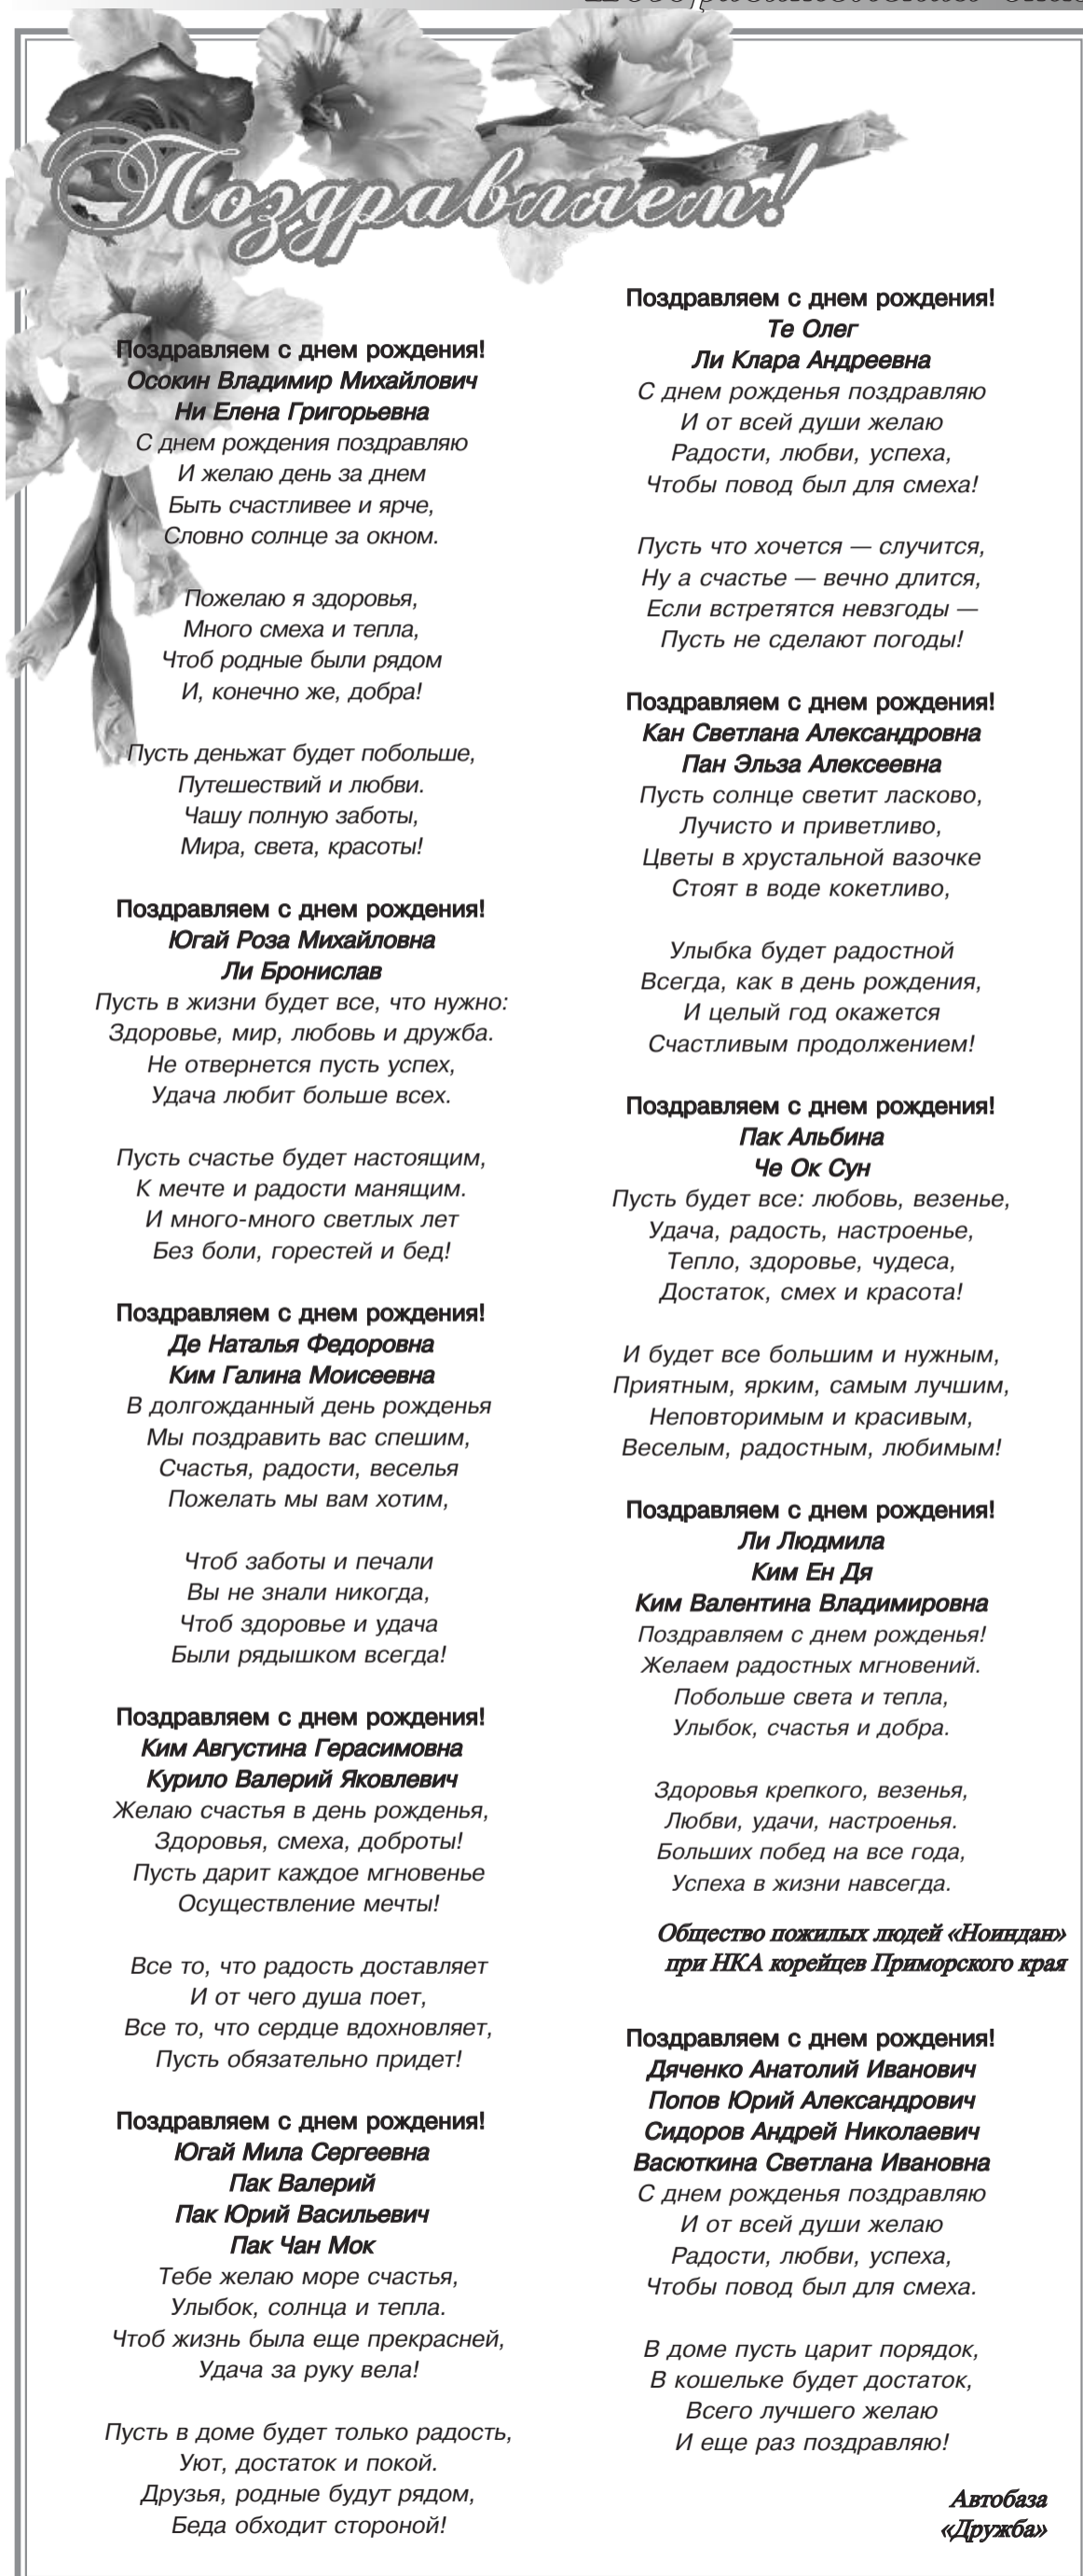 Поздравляем!
Поздравляем с днем рождения!
Осокин Владимир Михайлович
Ни Елена Григорьевна
С днем рождения поздравляю
И желаю день за днем
Быть счастливее и ярче,
Словно солнце за окном.

Пожелаю я здоровья,
Много смеха и тепла,
Чтоб родные были рядом
И, конечно же, добра!

Пусть деньжат будет побольше,
Путешествий и любви.
Чашу полную заботы,
Мира, света, красоты!

Поздравляем с днем рождения!
Югай Роза Михайловна
Ли Бронислав
Пусть в жизни будет все, что нужно:
Здоровье, мир, любовь и дружба.
Не отвернется пусть успех,
Удача любит больше всех.

Пусть счастье будет настоящим,
К мечте и радости манящим.
И много-много светлых лет
Без боли, горестей и бед!

Поздравляем с днем рождения!
Де Наталья Федоровна
Ким Галина Моисеевна
В долгожданный день рожденья
Мы поздравить вас спешим,
Счастья, радости, веселья
Пожелать мы вам хотим,

Чтоб заботы и печали
Вы не знали никогда,
Чтоб здоровье и удача
Были рядышком всегда!

Поздравляем с днем рождения!
Ким Августина Герасимовна
Курило Валерий Яковлевич
Желаю счастья в день рожденья,
Здоровья, смеха, доброты!
Пусть дарит каждое мгновенье
Осуществление мечты!

Все то, что радость доставляет
И от чего душа поет,
Все то, что сердце вдохновляет,
Пусть обязательно придет!

Поздравляем с днем рождения!
Югай Мила Сергеевна
Пак Валерий
Пак Юрий Васильевич
Пак Чан Мок
Тебе желаю море счастья,
Улыбок, солнца и тепла.
Чтоб жизнь была еще прекрасней,
Удача за руку вела!

Пусть в доме будет только радость,
Уют, достаток и покой.
Друзья, родные будут рядом,
Беда обходит стороной!

Поздравляем с днем рождения!
Те Олег
Ли Клара Андреевна
С днем рожденья поздравляю
И от всей души желаю
Радости, любви, успеха,
Чтобы повод был для смеха!

Пусть что хочется — случится,
Ну а счастье — вечно длится,
Если встретятся невзгоды —
Пусть не сделают погоды!

Поздравляем с днем рождения!
Кан Светлана Александровна
Пан Эльза Алексеевна
Пусть солнце светит ласково,
Лучисто и приветливо,
Цветы в хрустальной вазочке
Стоят в воде кокетливо,

Улыбка будет радостной
Всегда, как в день рождения,
И целый год окажется
Счастливым продолжением!

Поздравляем с днем рождения!
Пак Альбина
Че Ок Сун
Пусть будет все: любовь, везенье,
Удача, радость, настроенье,
Тепло, здоровье, чудеса,
Достаток, смех и красота!

И будет все большим и нужным,
Приятным, ярким, самым лучшим,
Неповторимым и красивым,
Веселым, радостным, любимым!

Поздравляем с днем рождения!
Ли Людмила
Ким Ен Дя
Ким Валентина Владимировна
Поздравляем с днем рожденья!
Желаем радостных мгновений.
Побольше света и тепла,
Улыбок, счастья и добра.

Здоровья крепкого, везенья,
Любви, удачи, настроенья.
Больших побед на все года,
Успеха в жизни навсегда.

Общество пожилых людей «Ноиндан»
при НКА корейцев Приморского края

Поздравляем с днем рождения!
Дяченко Анатолий Иванович
Попов Юрий Александрович
Сидоров Андрей Николаевич
Васюткина Светлана Ивановна
С днем рожденья поздравляю
И от всей души желаю
Радости, любви, успеха,
Чтобы повод был для смеха.

В доме пусть царит порядок,
В кошельке будет достаток,
Всего лучшего желаю
И еще раз поздравляю!

Автобаза
«Дружба»